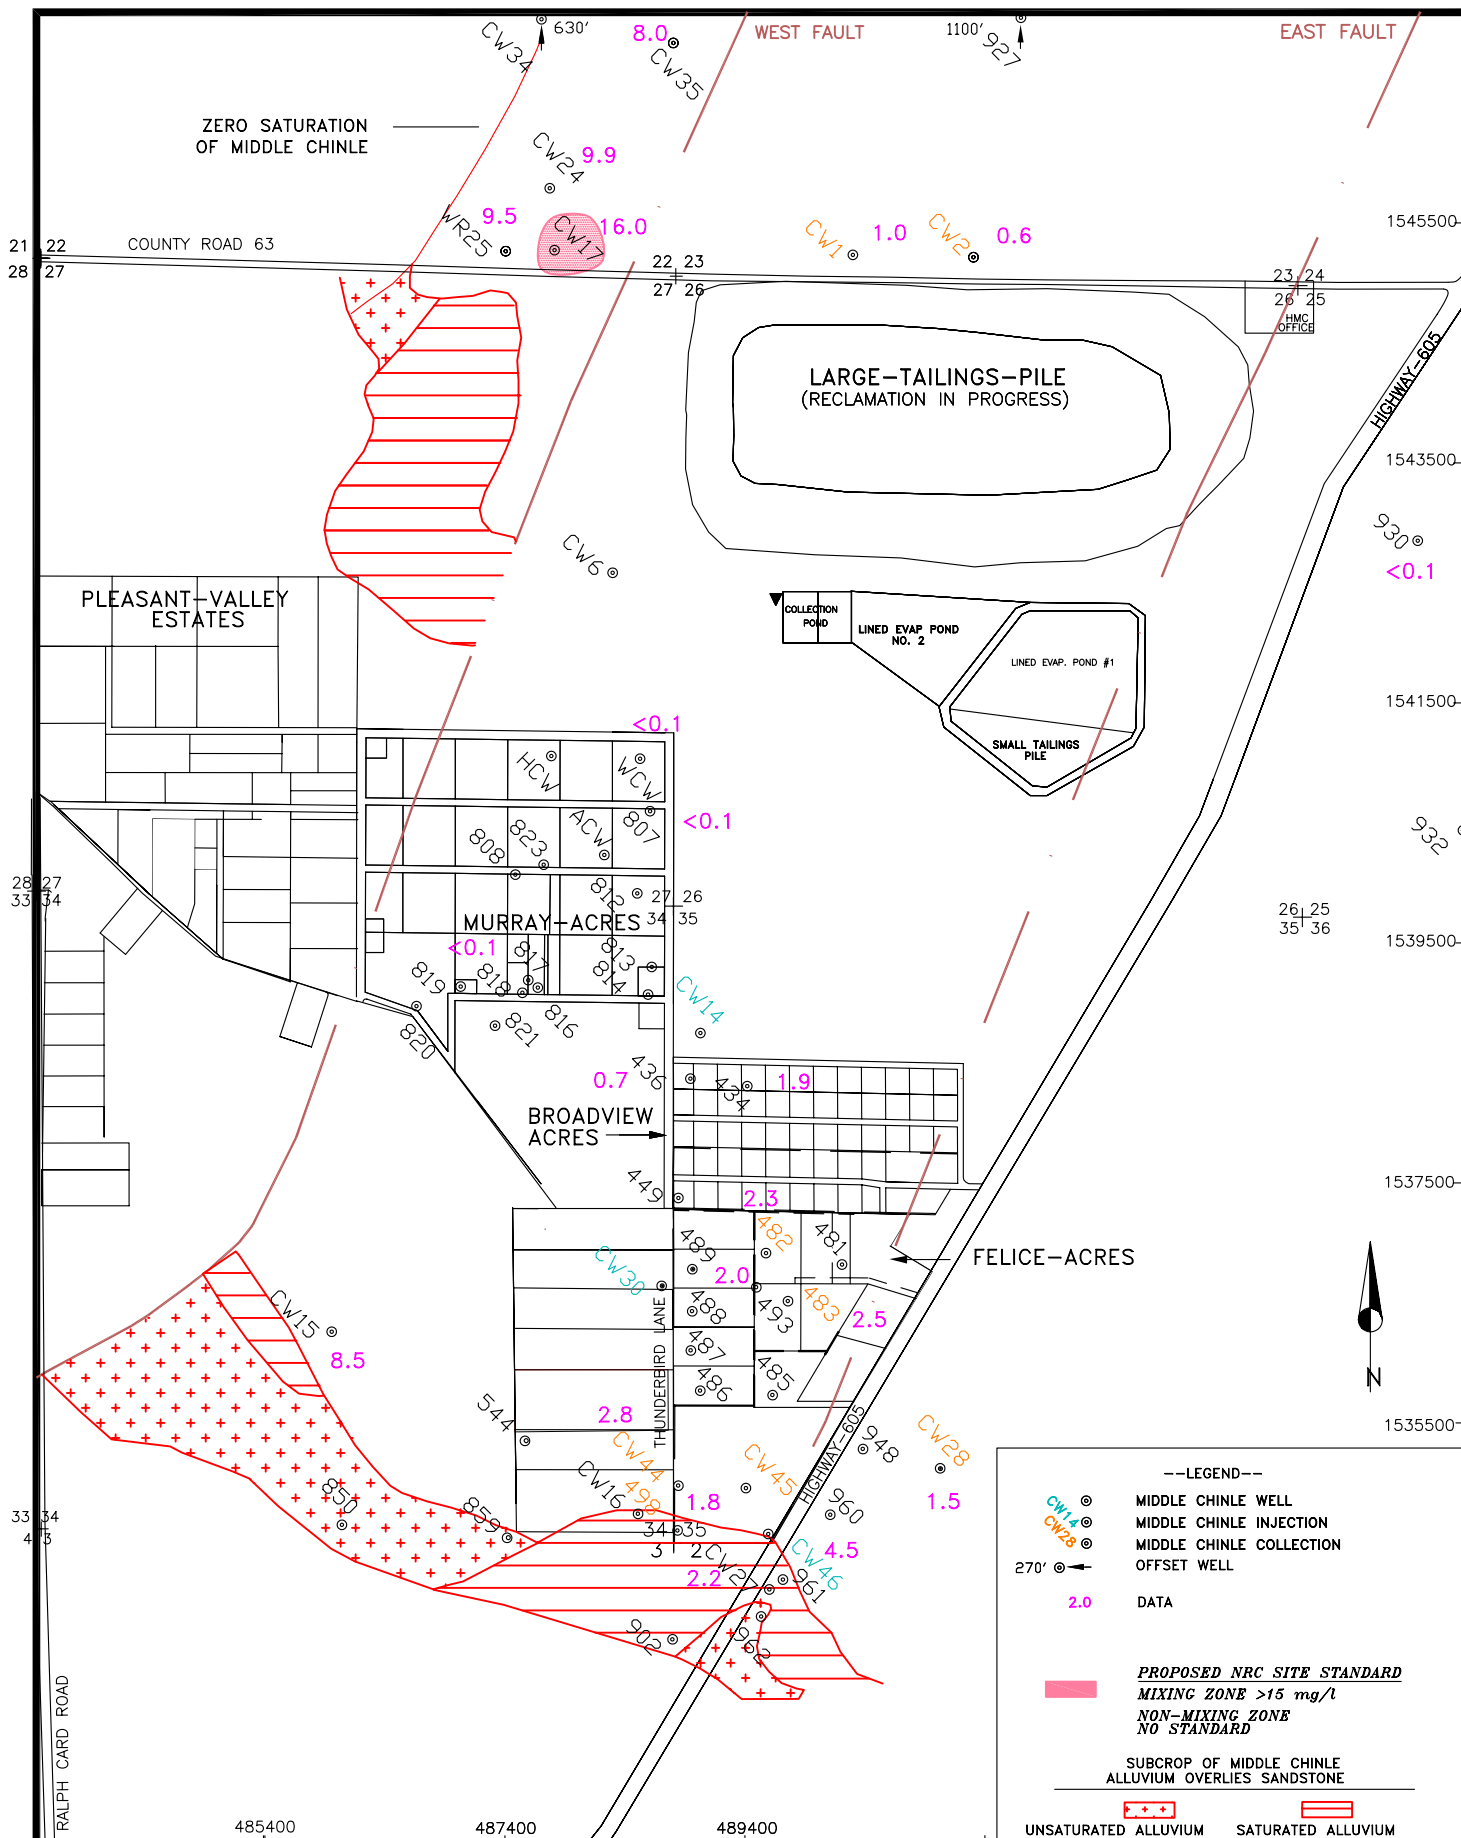 630'
8.0
WEST FAULT
1100'
EAST FAULT
CW34
CW35
927
ZERO SATURATION
OF MIDDLE CHINLE
CW24
9.9
9.5
WR25
CW17
16.0
CW1
1.0
CW2
0.6
1545500
21 22
28 27
COUNTY ROAD 63
22 23
27 26
23 24
26 25
HMC
OFFICE
HIGHWAY-605
LARGE-TAILINGS-PILE
(RECLAMATION IN PROGRESS)
1543500
930
<0.1
CW6
PLEASANT-VALLEY
ESTATES
COLLECTION
POND
LINED EVAP POND
NO. 2
LINED EVAP. POND #1
SMALL TAILINGS
PILE
1541500
<0.1
HCW
WCW
<0.1
808
823
ACW
807
932
28 27
33 34
812
27 26
34 35
26 25
35 36
MURRAY-ACRES
<0.1
1539500
819
818
817
813
814
CW14
820
821
816
0.7
436
434
1.9
BROADVIEW
ACRES
449
2.3
1537500
482
481
489
CW30
2.0
FELICE-ACRES
488
493
483
2.5
CW15
8.5
487
486
485
THUNDERBIRD LANE
N
544
2.8
1535500
HIGHWAY-605
948
CW28
1.5
CW44
498
CW45
CW16
1.8
850
859
960
33 34
4 3
34 35
3 2
CW27
CW46
4.5
2.2
961
902
962
RALPH CARD ROAD
485400
487400
489400
--LEGEND--
CW14
MIDDLE CHINLE WELL
MIDDLE CHINLE INJECTION
CW28
MIDDLE CHINLE COLLECTION
270'
OFFSET WELL
2.0
DATA
PROPOSED NRC SITE STANDARD
MIXING ZONE >15 mg/l
NON-MIXING ZONE
NO STANDARD
SUBCROP OF MIDDLE CHINLE
ALLUVIUM OVERLIES SANDSTONE
UNSATURATED ALLUVIUM
SATURATED ALLUVIUM